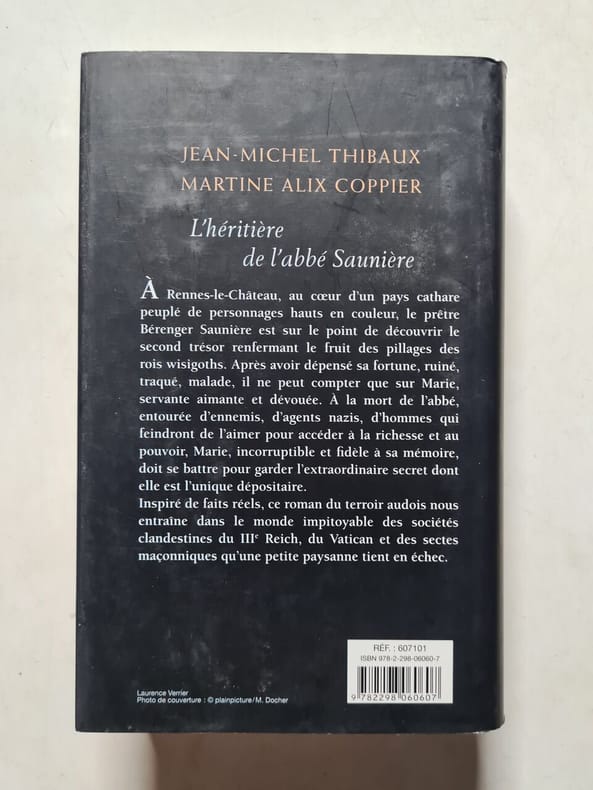 JEAN-MICHEL THIBAUX
MARTINE ALIX COPPIER
L'héritière
de l'abbé Saunière
À Rennes-le-Château, au cœur d'un pays cathare
peuplé de personnages hauts en couleur, le prêtre
Bérenger Saunière est sur le point de découvrir le
second trésor renfermant le fruit des pillages des
rois wisigoths. Après avoir dépensé sa fortune, ruiné,
traqué, malade, il ne peut compter que sur Marie,
servante aimante et dévouée. À la mort de l'abbé,
entourée d'ennemis, d'agents nazis, d'hommes qui
feindront de l'aimer pour accéder à la richesse et au
pouvoir, Marie, incorruptible et fidèle à sa mémoire,
doit se battre pour garder l'extraordinaire secret dont
elle est l'unique dépositaire.
Inspiré de faits réels, ce roman du terroir audois nous
entraîne dans le monde impitoyable des sociétés
clandestines du IIIe Reich, du Vatican et des sectes
maçonniques qu'une petite paysanne tient en échec.
RÉF. : 607101
ISBN 978-2-298-06060-7
9 782298 060607
Laurence Verrier
Photo de couverture : © plainpicture/M. Docher